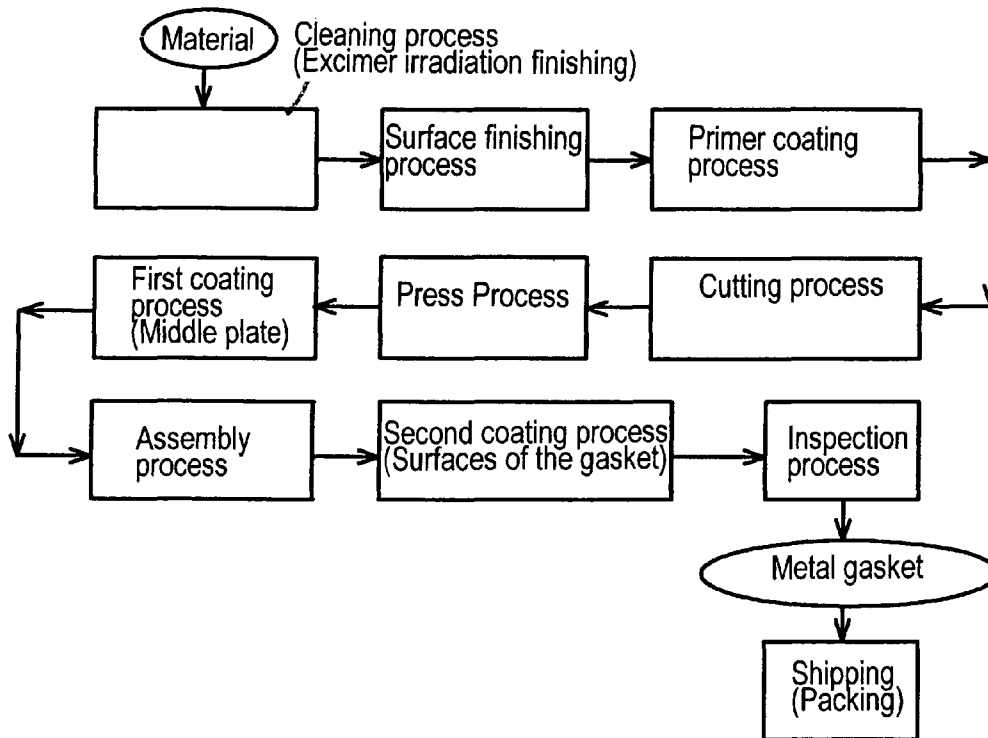 Material
Cleaning process
(Excimer irradiation finishing)
Surface finishing
process
Primer coating
process
First coating
process
(Middle plate)
Press Process
Cutting process
Assembly
process
Second coating process
(Surfaces of the gasket)
Inspection
process
Metal gasket
Shipping
(Packing)